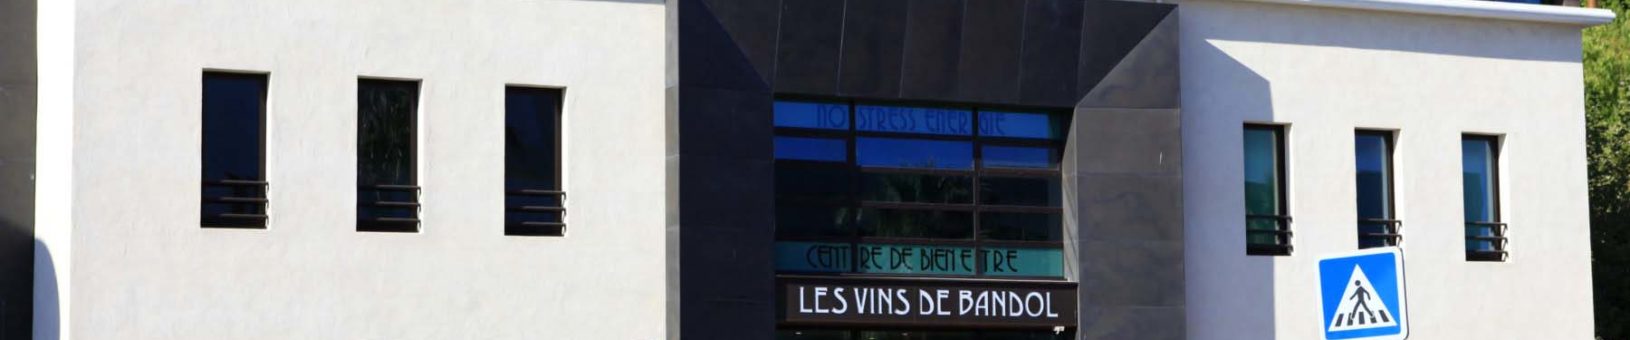 NO STRESS ENERGIE
CENTRE DE BIEN ETRE
LES VINS DE BANDOL